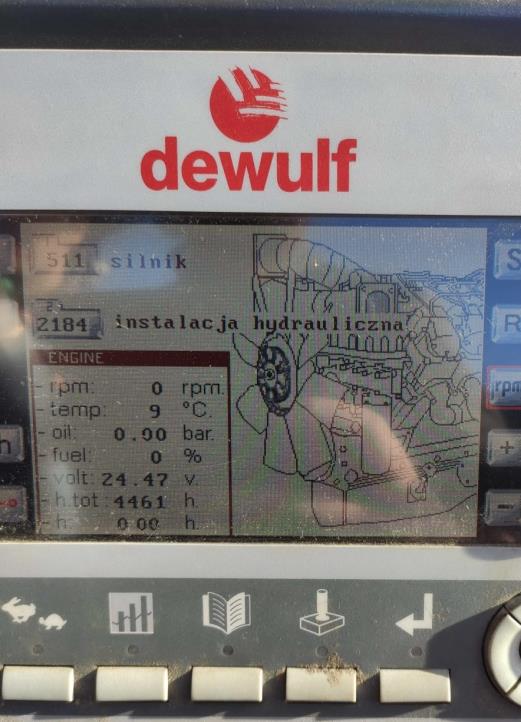 dewulf
511 silnik
2184 instalacja hydrauliczna
ENGINE
- rpm: 0 rpm.
- temp: 9 °C.
- oil: 0.00 bar.
- fuel: 0 %
- volt: 24.47 v.
- h.tot: 4461 h.
- h: 0.00 h.
S
R
rpm
h
+
-